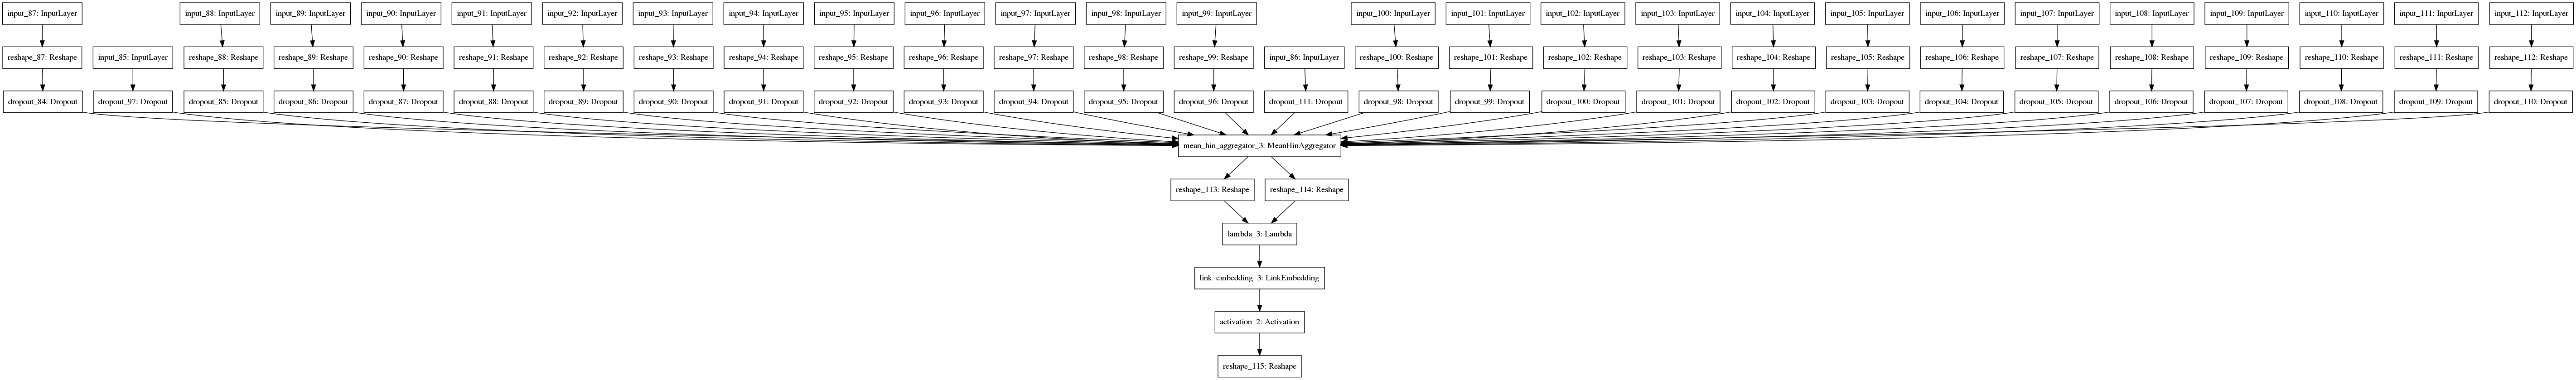 input_87: InputLayer
input_88: InputLayer
input_89: InputLayer
input_90: InputLayer
input_91: InputLayer
input_92: InputLayer
input_93: InputLayer
input_94: InputLayer
input_95: InputLayer
input_96: InputLayer
input_97: InputLayer
input_98: InputLayer
input_99: InputLayer
input_100: InputLayer
input_101: InputLayer
input_102: InputLayer
input_103: InputLayer
input_104: InputLayer
input_105: InputLayer
input_106: InputLayer
input_107: InputLayer
input_108: InputLayer
input_109: InputLayer
input_110: InputLayer
input_111: InputLayer
input_112: InputLayer
reshape_87: Reshape
input_85: InputLayer
reshape_88: Reshape
reshape_89: Reshape
reshape_90: Reshape
reshape_91: Reshape
reshape_92: Reshape
reshape_93: Reshape
reshape_94: Reshape
reshape_95: Reshape
reshape_96: Reshape
reshape_97: Reshape
reshape_98: Reshape
reshape_99: Reshape
input_86: InputLayer
reshape_100: Reshape
reshape_101: Reshape
reshape_102: Reshape
reshape_103: Reshape
reshape_104: Reshape
reshape_105: Reshape
reshape_106: Reshape
reshape_107: Reshape
reshape_108: Reshape
reshape_109: Reshape
reshape_110: Reshape
reshape_111: Reshape
reshape_112: Reshape
dropout_84: Dropout
dropout_97: Dropout
dropout_85: Dropout
dropout_86: Dropout
dropout_87: Dropout
dropout_88: Dropout
dropout_89: Dropout
dropout_90: Dropout
dropout_91: Dropout
dropout_92: Dropout
dropout_93: Dropout
dropout_94: Dropout
dropout_95: Dropout
dropout_96: Dropout
dropout_111: Dropout
dropout_98: Dropout
dropout_99: Dropout
dropout_100: Dropout
dropout_101: Dropout
dropout_102: Dropout
dropout_103: Dropout
dropout_104: Dropout
dropout_105: Dropout
dropout_106: Dropout
dropout_107: Dropout
dropout_108: Dropout
dropout_109: Dropout
dropout_110: Dropout
mean_hin_aggregator_3: MeanHinAggregator
reshape_113: Reshape
reshape_114: Reshape
lambda_3: Lambda
link_embedding_3: LinkEmbedding
activation_2: Activation
reshape_115: Reshape